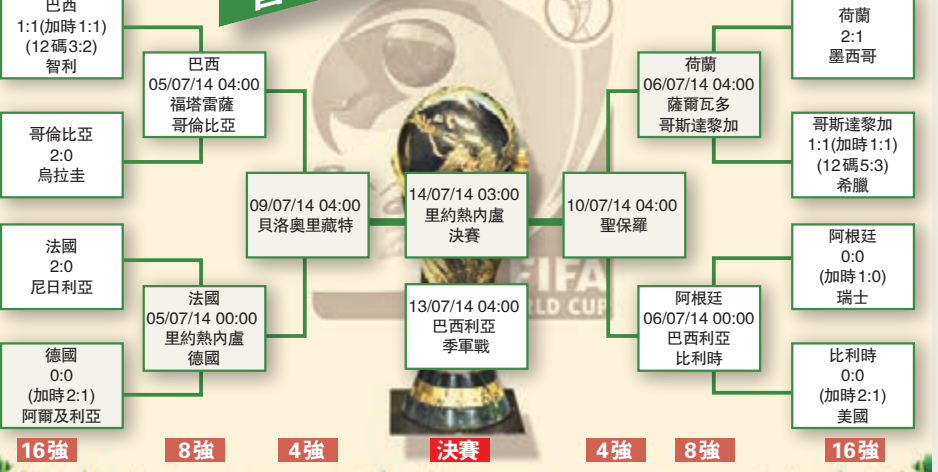 巴西
1:1(加時1:1)
(12碼3:2)
智利
哥倫比亞
2:0
烏拉圭
法國
2:0
尼日利亞
德國
0:0
(加時2:1)
阿爾及利亞
巴西
05/07/14 04:00
福塔雷薩
哥倫比亞
法國
05/07/14 00:00
里約熱內盧
德國
09/07/14 04:00
貝洛奧里藏特
14/07/14 03:00
里約熱內盧
決賽
13/07/14 04:00
巴西利亞
季軍戰
10/07/14 04:00
聖保羅
荷蘭
06/07/14 04:00
薩爾瓦多
哥斯達黎加
阿根廷
06/07/14 00:00
巴西利亞
比利時
荷蘭
2:1
墨西哥
哥斯達黎加
1:1(加時1:1)
(12碼5:3)
希臘
阿根廷
0:0
(加時1:0)
瑞士
比利時
0:0
(加時2:1)
美國
FIFA
RLD CUP
16強
8強
4強
決賽
4強
8強
16強